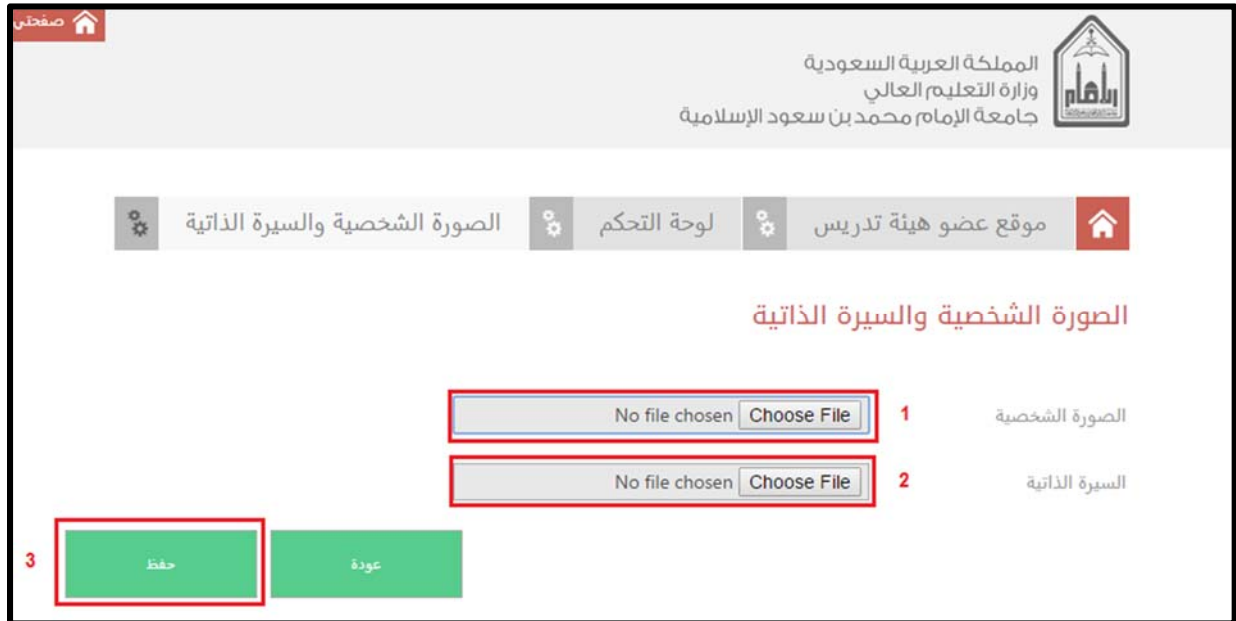 صفحتي
المملكة العربية السعودية
وزارة التعليم العالي
جامعة الإمام محمد بن سعود الإسلامية
موقع عضو هيئة تدريس
لوحة التحكم
الصورة الشخصية والسيرة الذاتية
الصورة الشخصية والسيرة الذاتية
الصورة الشخصية 1 Choose File No file chosen
السيرة الذاتية 2 Choose File No file chosen
عودة حفظ 3